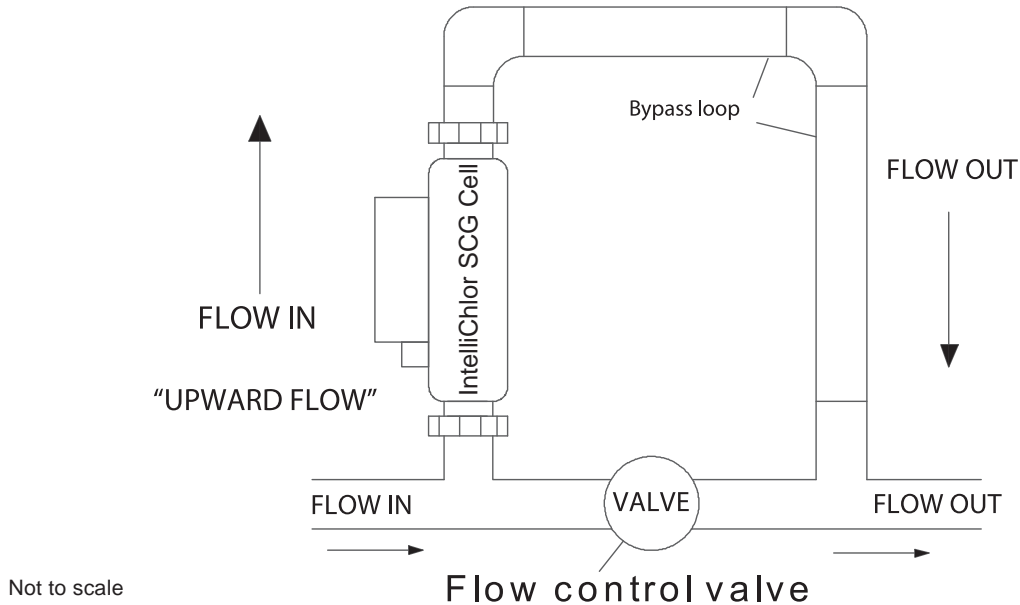 Bypass loop
FLOW OUT
IntelliChlor SCG Cell
FLOW IN
“UPWARD FLOW”
FLOW IN
VALVE
FLOW OUT
Flow control valve
Not to scale